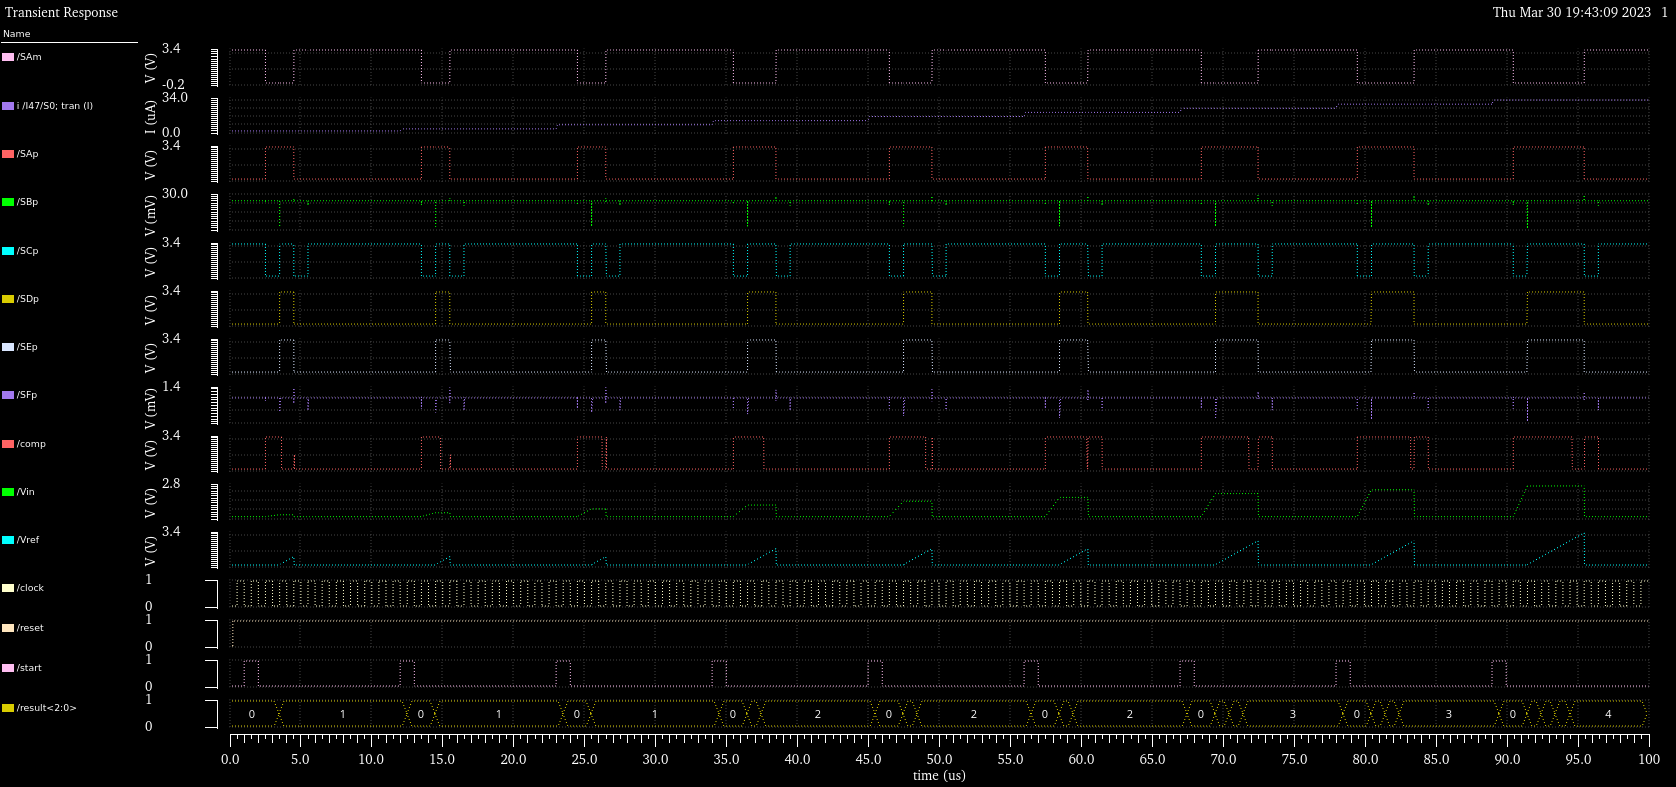 Transient Response
Thu Mar 30 19:43:09 2023 1
Name
/SAm V (V) 3.4 -0.2
i /I47/S0; tran (I) I (uA) 34.0 0.0
/SAp V (V) 3.4
/SBp V (mV) 30.0
/SCp V (V) 3.4
/SDp V (V) 3.4
/SEp V (V) 3.4
/SFp V (mV) 1.4
/comp V (V) 3.4
/Vin V (V) 2.8
/Vref V (V) 3.4
/clock 1 0
/reset 1 0
/start 1 0
/result<2:0> 1 0
0 1 0 1 0 1 0 2 0 2 0 2 0 3 0 3 0 4
0.0 5.0 10.0 15.0 20.0 25.0 30.0 35.0 40.0 45.0 50.0 55.0 60.0 65.0 70.0 75.0 80.0 85.0 90.0 95.0 100
time (us)